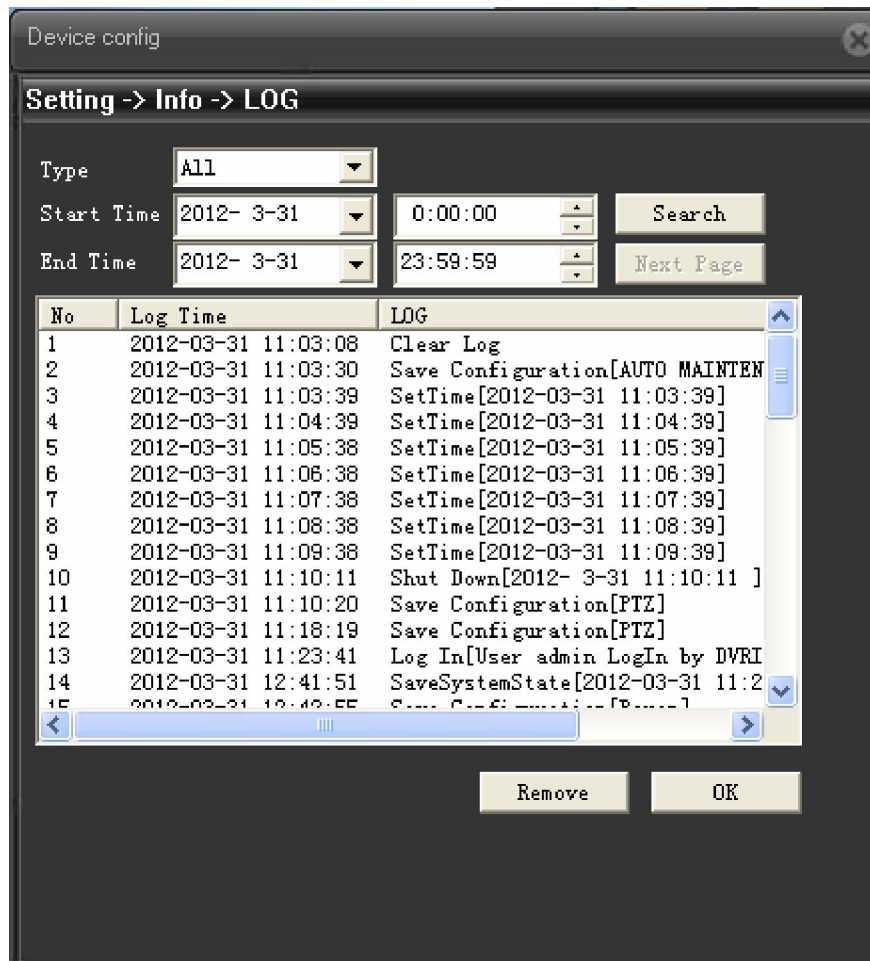 Device config
Setting -> Info -> LOG
Type All
Start Time 2012- 3-31 0:00:00 Search
End Time 2012- 3-31 23:59:59 Next Page
No Log Time LOG
1 2012-03-31 11:03:08 Clear Log
2 2012-03-31 11:03:30 Save Configuration[AUTO MAINTEN
3 2012-03-31 11:03:39 SetTime[2012-03-31 11:03:39]
4 2012-03-31 11:04:39 SetTime[2012-03-31 11:04:39]
5 2012-03-31 11:05:38 SetTime[2012-03-31 11:05:39]
6 2012-03-31 11:06:38 SetTime[2012-03-31 11:06:39]
7 2012-03-31 11:07:38 SetTime[2012-03-31 11:07:39]
8 2012-03-31 11:08:38 SetTime[2012-03-31 11:08:39]
9 2012-03-31 11:09:38 SetTime[2012-03-31 11:09:39]
10 2012-03-31 11:10:11 Shut Down[2012- 3-31 11:10:11 ]
11 2012-03-31 11:10:20 Save Configuration[PTZ]
12 2012-03-31 11:18:19 Save Configuration[PTZ]
13 2012-03-31 11:23:41 Log In[User admin LogIn by DVRI
14 2012-03-31 12:41:51 SaveSystemState[2012-03-31 11:2
15 2012-03-31 Save Configuration
Remove OK